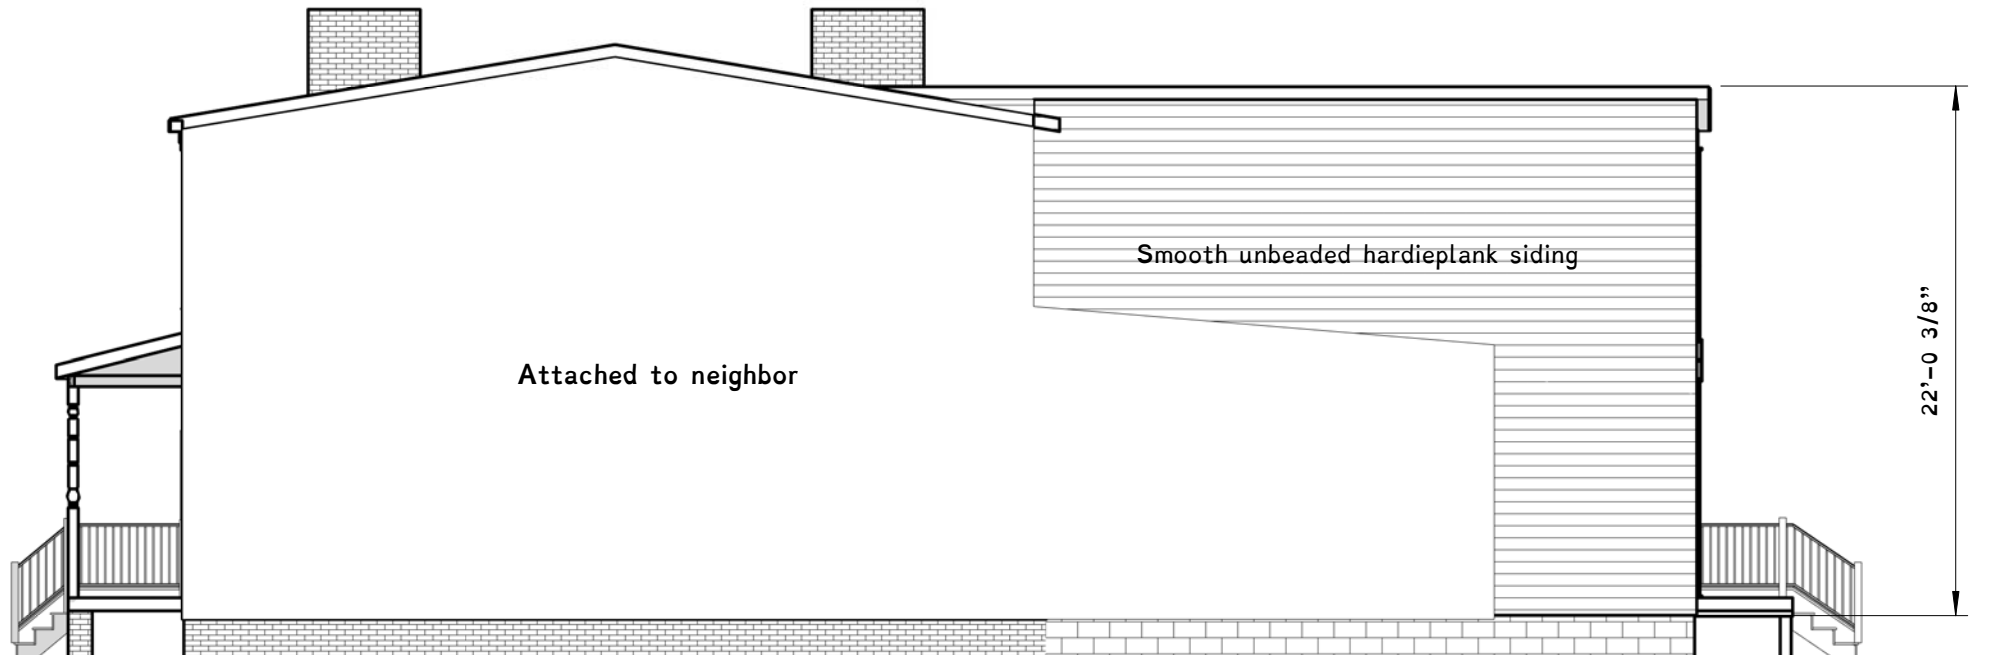 Smooth unbeaded hardieplank siding
Attached to neighbor
22'-0 3/8"